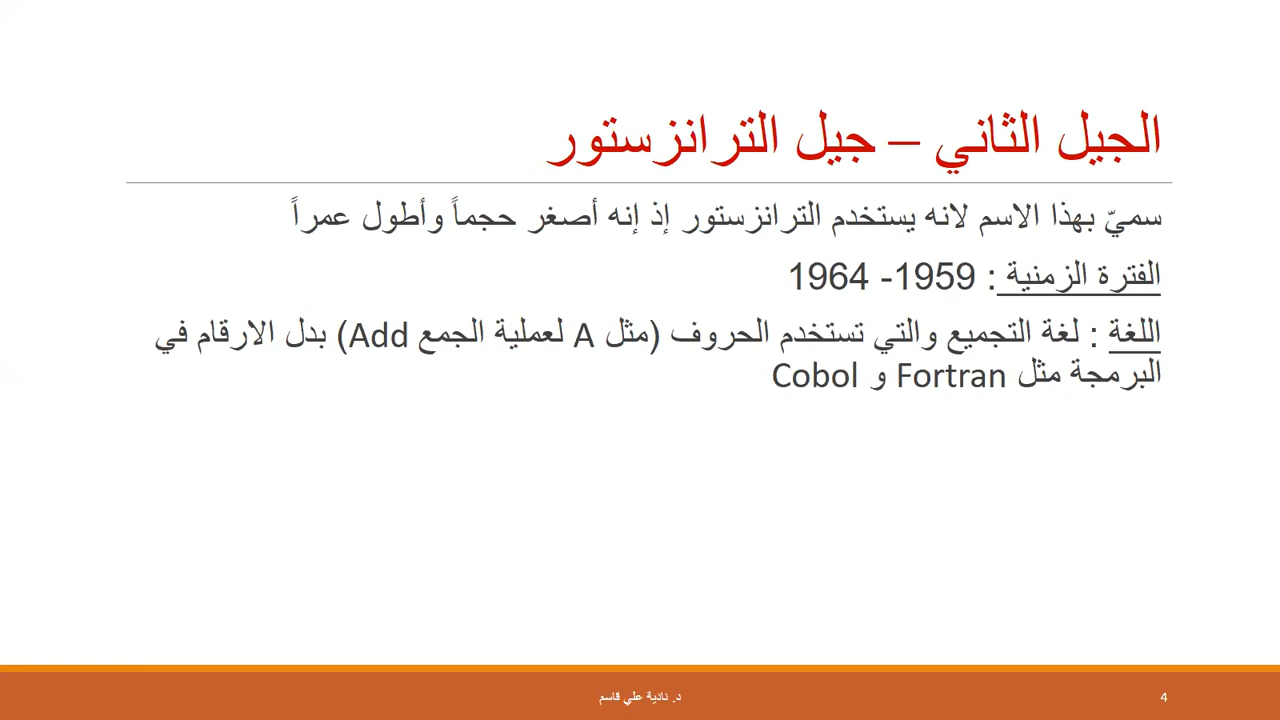 الجيل الثاني – جيل الترانزستور
سميّ بهذا الاسم لانه يستخدم الترانزستور إذ إنه أصغر حجماً وأطول عمراً
الفترة الزمنية : 1959- 1964
اللغة : لغة التجميع والتي تستخدم الحروف (مثل A لعملية الجمع Add) بدل الارقام في
البرمجة مثل Fortran و Cobol
د. نادية علي قاسم
4